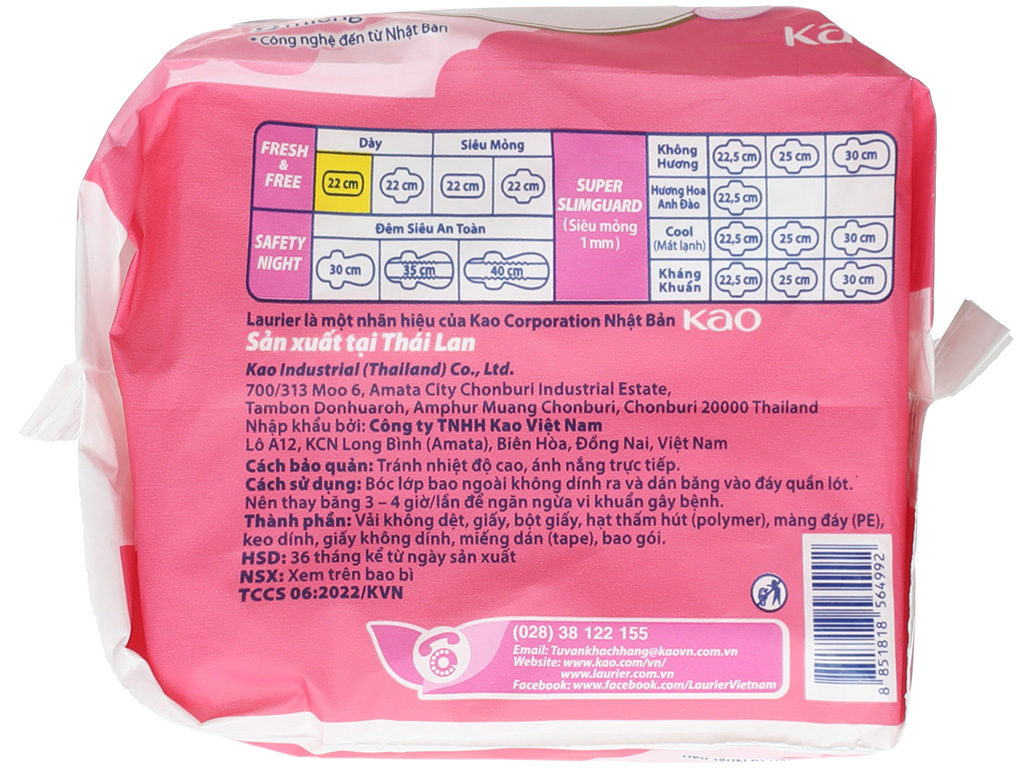 miếng
* Công nghệ đến từ Nhật Bản
Kao
FRESH & FREE
Dày
Siêu Mỏng
22 cm
22 cm
22 cm
22 cm
SAFETY NIGHT
Đêm Siêu An Toàn
30 cm
35 cm
40 cm
SUPER SLIMGUARD
(Siêu mỏng 1 mm)
Không Hương
22,5 cm
25 cm
30 cm
Hương Hoa Anh Đào
22,5 cm
Cool (Mát lạnh)
22,5 cm
25 cm
30 cm
Kháng Khuẩn
22,5 cm
25 cm
30 cm
Laurier là một nhãn hiệu của Kao Corporation Nhật Bản Kao
Sản xuất tại Thái Lan
Kao Industrial (Thailand) Co., Ltd.
700/313 Moo 6, Amata City Chonburi Industrial Estate,
Tambon Donhuaroh, Amphur Muang Chonburi, Chonburi 20000 Thailand
Nhập khẩu bởi: Công ty TNHH Kao Việt Nam
Lô A12, KCN Long Bình (Amata), Biên Hòa, Đồng Nai, Việt Nam
Cách bảo quản: Tránh nhiệt độ cao, ánh nắng trực tiếp.
Cách sử dụng: Bóc lớp bao ngoài không dính ra và dán băng vào đáy quần lót.
Nên thay băng 3 – 4 giờ/lần để ngăn ngừa vi khuẩn gây bệnh.
Thành phần: Vải không dệt, giấy, bột giấy, hạt thấm hút (polymer), màng đáy (PE),
keo dính, giấy không dính, miếng dán (tape), bao gói.
HSD: 36 tháng kể từ ngày sản xuất
NSX: Xem trên bao bì
TCCS 06:2022/KVN
(028) 38 122 155
Email: Tuvankhachhang@kaovn.com.vn
Website: www.kao.com/vn/
www.laurier.com.vn
Facebook: www.facebook.com/LaurierVietnam
8 851818 564992